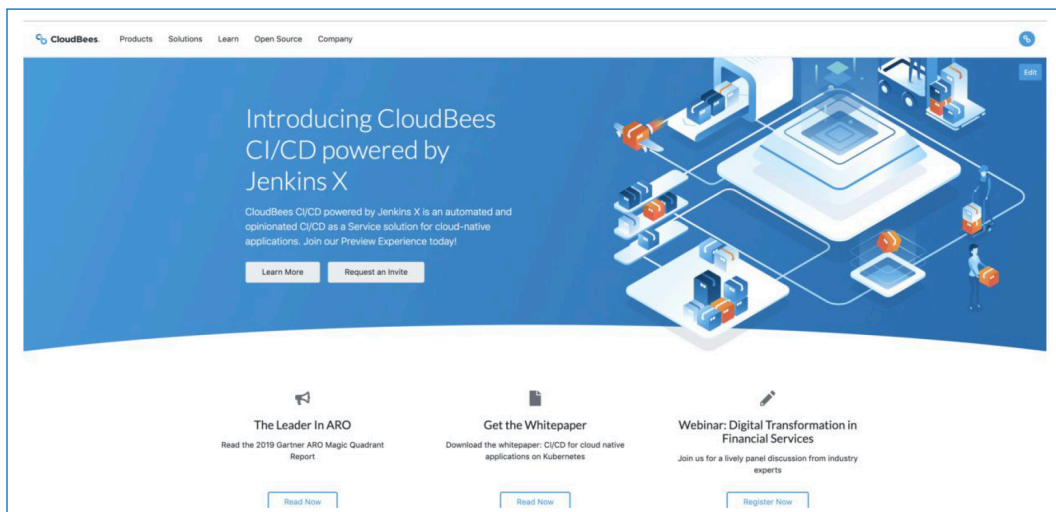 CloudBees.
Products Solutions Learn Open Source Company
Edit
Introducing CloudBees
CI/CD powered by
Jenkins X
CloudBees CI/CD powered by Jenkins X is an automated and
opinionated CI/CD as a Service solution for cloud-native
applications. Join our Preview Experience today!
Learn More Request an Invite
The Leader In ARO
Read the 2019 Gartner ARO Magic Quadrant
Report
Read Now
Get the Whitepaper
Download the whitepaper: CI/CD for cloud native
applications on Kubernetes
Read Now
Webinar: Digital Transformation in
Financial Services
Join us for a lively panel discussion from industry
experts
Register Now